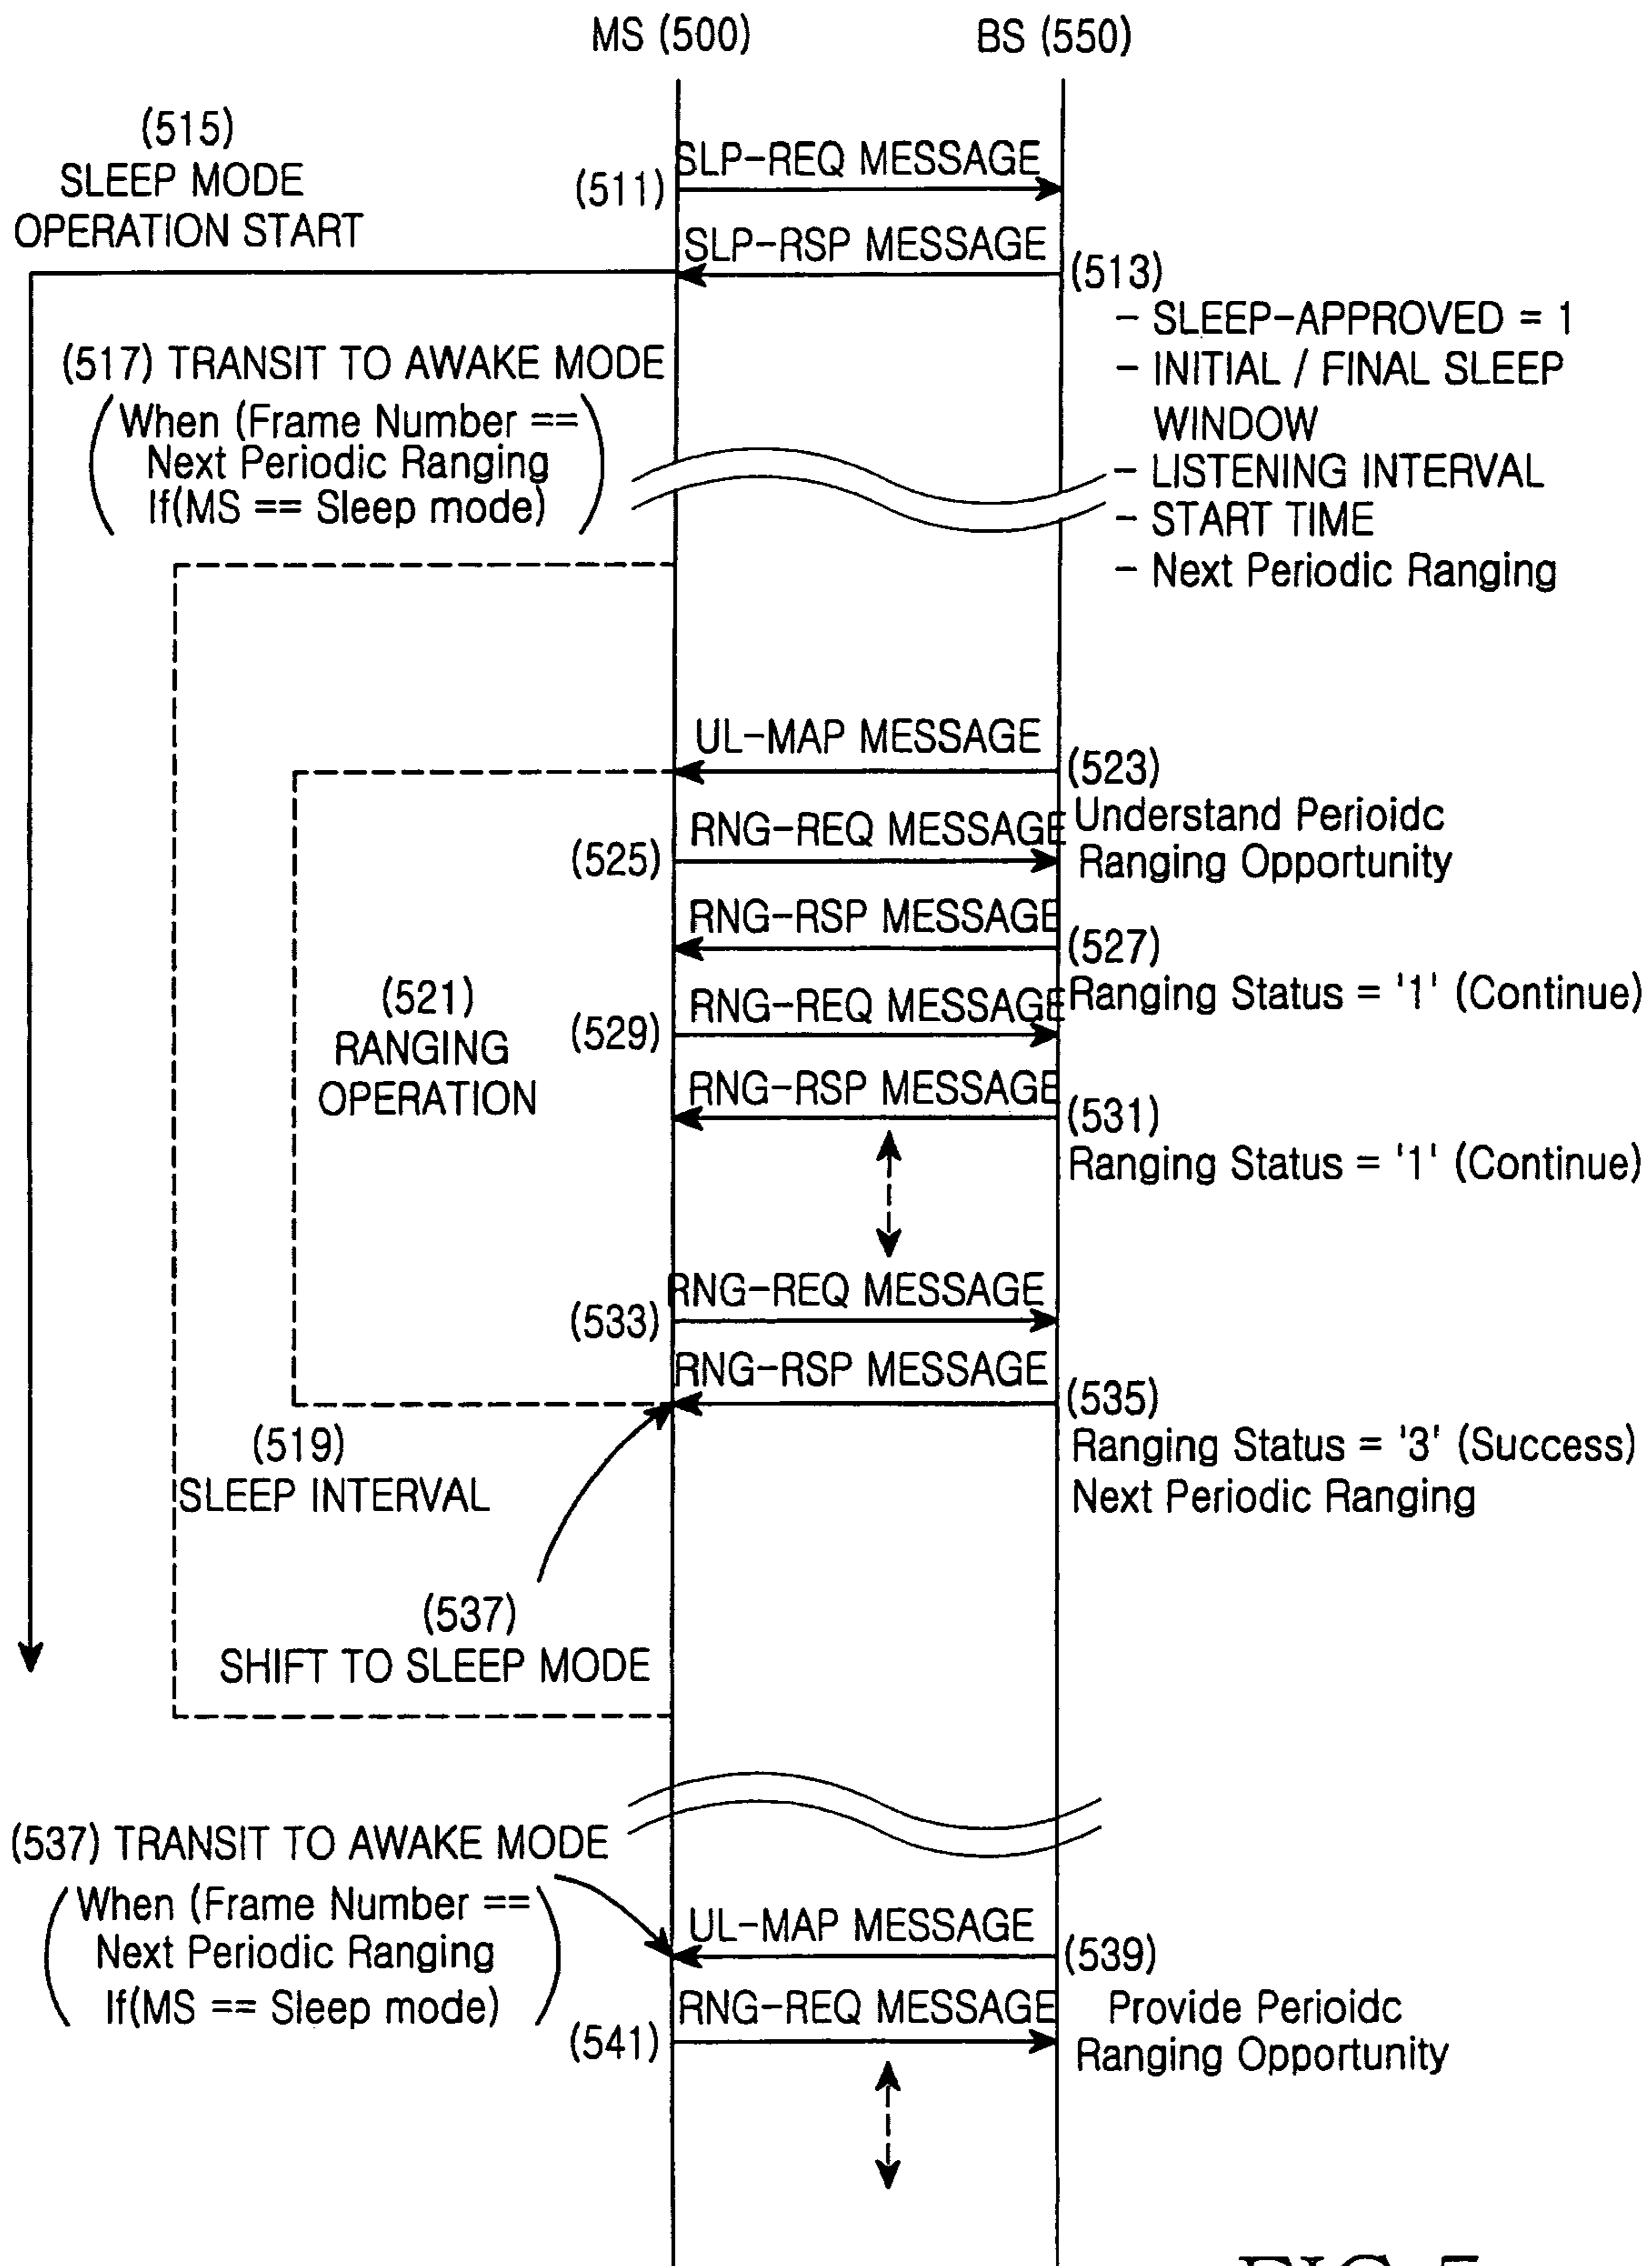 MS (500)
BS (550)
(515)
SLEEP MODE
OPERATION START
SLP-REQ MESSAGE
(511)
SLP-RSP MESSAGE
(513)
- SLEEP-APPROVED = 1
- INITIAL / FINAL SLEEP
WINDOW
- LISTENING INTERVAL
- START TIME
- Next Periodic Ranging
(517) TRANSIT TO AWAKE MODE
When (Frame Number ==
Next Periodic Ranging
If(MS == Sleep mode)
UL-MAP MESSAGE
(523)
Understand Perioidc
Ranging Opportunity
RNG-REQ MESSAGE
(525)
RNG-RSP MESSAGE
(527)
Ranging Status = '1' (Continue)
(521)
RANGING
OPERATION
RNG-REQ MESSAGE
(529)
RNG-RSP MESSAGE
(531)
Ranging Status = '1' (Continue)
RNG-REQ MESSAGE
(533)
RNG-RSP MESSAGE
(535)
Ranging Status = '3' (Success)
Next Periodic Ranging
(519)
SLEEP INTERVAL
(537)
SHIFT TO SLEEP MODE
(537) TRANSIT TO AWAKE MODE
When (Frame Number ==
Next Periodic Ranging
If(MS == Sleep mode)
UL-MAP MESSAGE
(539)
Provide Perioidc
Ranging Opportunity
RNG-REQ MESSAGE
(541)